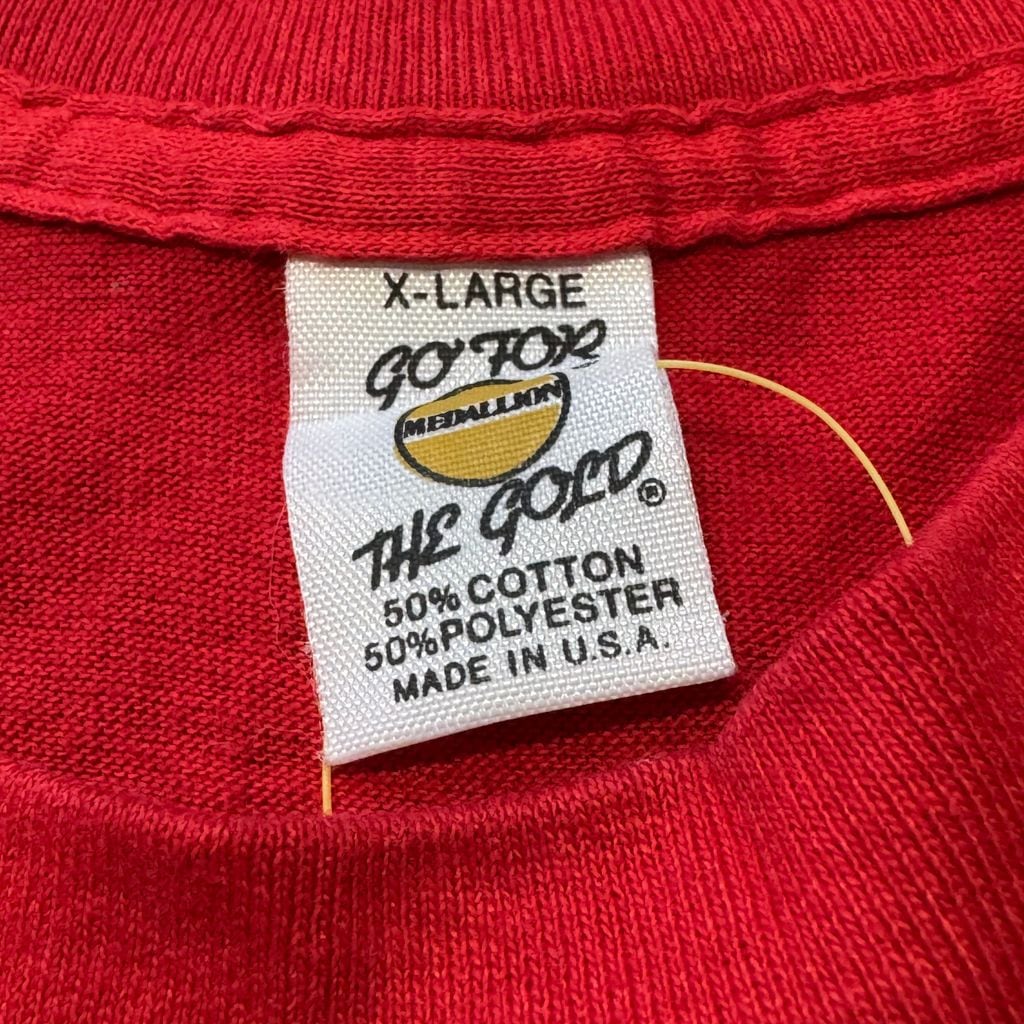 X-LARGE
GO FOR
MEDALLION
THE GOLD®
50% COTTON
50% POLYESTER
MADE IN U.S.A.